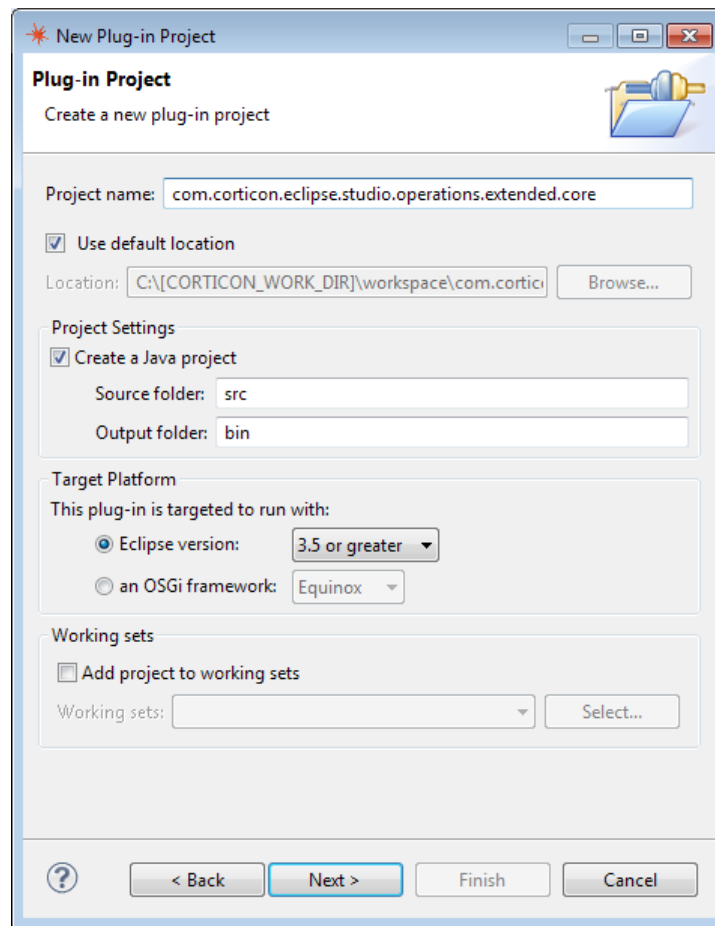 New Plug-in Project
Plug-in Project
Create a new plug-in project
Project name: com.corticon.eclipse.studio.operations.extended.core
Use default location
Location: C:\[CORTICON_WORK_DIR]\workspace\com.cortic Browse...
Project Settings
Create a Java project
Source folder: src
Output folder: bin
Target Platform
This plug-in is targeted to run with:
Eclipse version: 3.5 or greater
an OSGi framework: Equinox
Working sets
Add project to working sets
Working sets: Select...
? < Back Next > Finish Cancel